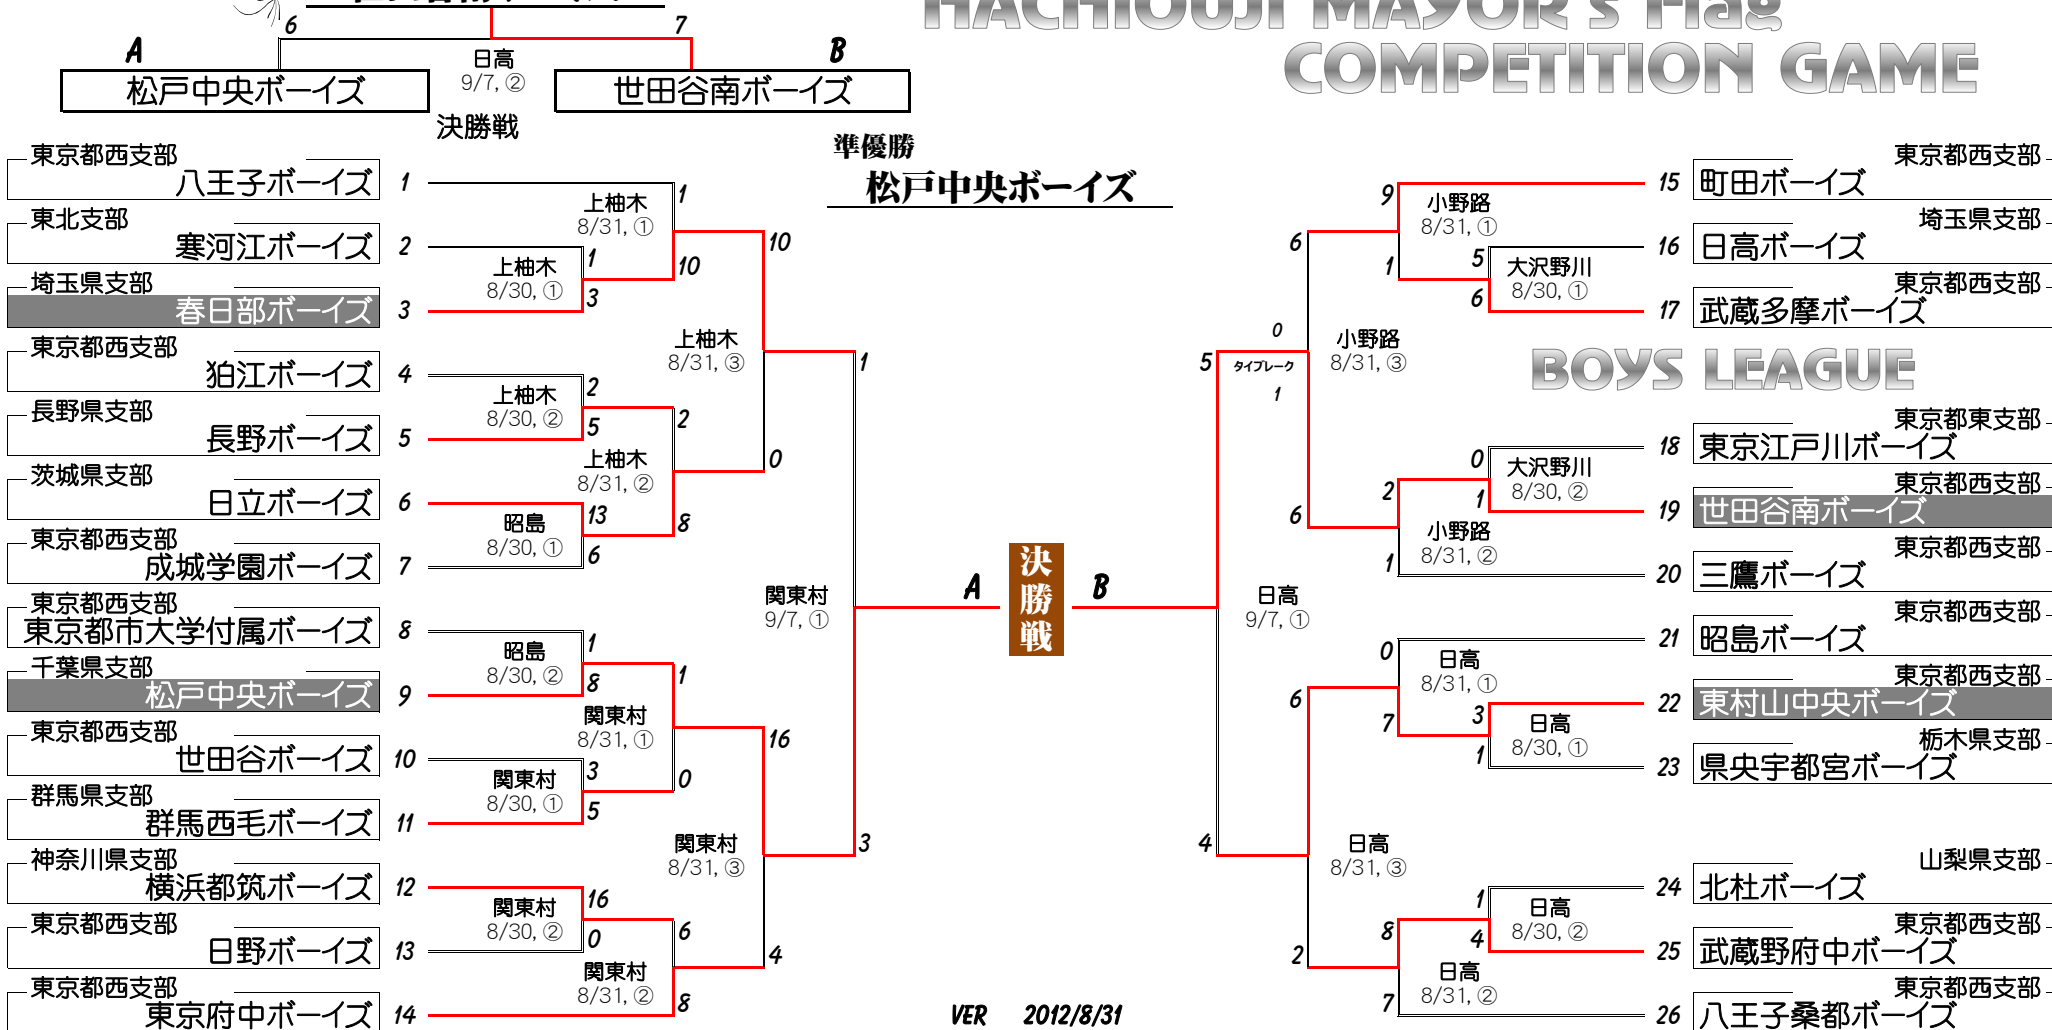 HACHIOUJI MAYOR's Flag
COMPETITION GAME
6
7
A
B
日高
9/7, ②
松戸中央ボーイズ
世田谷南ボーイズ
決勝戦
準優勝
松戸中央ボーイズ
東京都西支部
八王子ボーイズ 1
東北支部
寒河江ボーイズ 2
埼玉県支部
春日部ボーイズ 3
東京都西支部
狛江ボーイズ 4
長野県支部
長野ボーイズ 5
茨城県支部
日立ボーイズ 6
東京都西支部
成城学園ボーイズ 7
東京都西支部
東京都市大学付属ボーイズ 8
千葉県支部
松戸中央ボーイズ 9
東京都西支部
世田谷ボーイズ 10
群馬県支部
群馬西毛ボーイズ 11
神奈川県支部
横浜都筑ボーイズ 12
東京都西支部
日野ボーイズ 13
東京都西支部
東京府中ボーイズ 14
上柚木
8/30, ①
1
3
上柚木
8/30, ②
2
5
昭島
8/30, ①
13
6
昭島
8/30, ②
1
8
関東村
8/30, ①
3
5
関東村
8/30, ②
16
0
上柚木
8/31, ①
1
10
上柚木
8/31, ②
2
8
関東村
8/31, ①
1
0
関東村
8/31, ②
6
8
上柚木
8/31, ③
10
0
関東村
8/31, ③
16
4
関東村
9/7, ①
1
3
A
決勝戦
B
日高
9/7, ①
5
4
0
タイブレーク
1
小野路
8/31, ③
6
6
日高
8/31, ③
6
2
小野路
8/31, ①
9
1
小野路
8/31, ②
2
1
日高
8/31, ①
0
7
日高
8/31, ②
8
7
大沢野川
8/30, ①
5
6
大沢野川
8/30, ②
0
1
日高
8/30, ①
3
1
日高
8/30, ②
1
4
東京都西支部
15 町田ボーイズ
埼玉県支部
16 日高ボーイズ
東京都西支部
17 武蔵多摩ボーイズ
BOYS LEAGUE
東京都東支部
18 東京江戸川ボーイズ
東京都西支部
19 世田谷南ボーイズ
東京都西支部
20 三鷹ボーイズ
東京都西支部
21 昭島ボーイズ
東京都西支部
22 東村山中央ボーイズ
栃木県支部
23 県央宇都宮ボーイズ
山梨県支部
24 北杜ボーイズ
東京都西支部
25 武蔵野府中ボーイズ
東京都西支部
26 八王子桑都ボーイズ
VER 2012/8/31